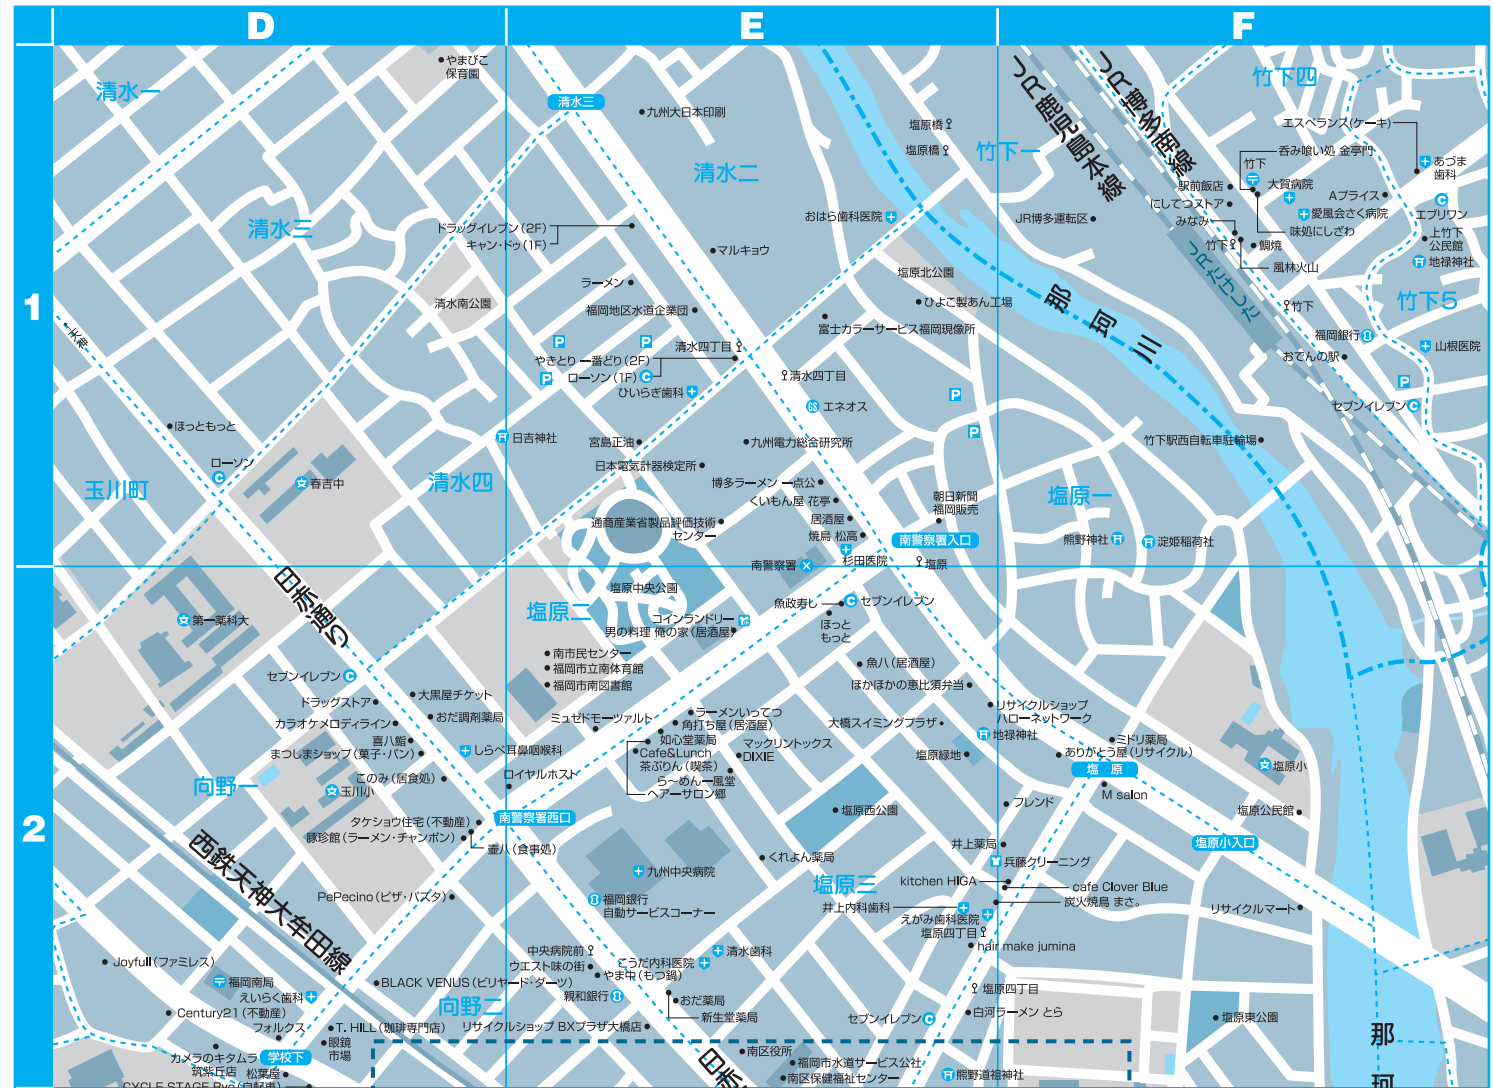 D
E
F
1
2
清水一
やまびこ
保育園
清水三
九州大日本印刷
清水二
塩原橋
塩原橋
竹下一
JR鹿児島本線
JR博多南線
竹下四
エスペランス(ケーキ)
呑み喰い処 金亭門
竹下
大賀病院
あづま
歯科
駅前飯店
にしてつストア
みなみ
Aプライス
愛風会さく病院
エブリワン
味処にしざわ
上竹下
公民館
竹下
鯛焼
風林火山
地禄神社
JRたけした
竹下5
竹下
福岡銀行
おでんの駅
山根医院
セブンイレブン
竹下駅西自転車駐輪場
JR博多運転区
おはら歯科医院
清水三
ドラッグイレブン(2F)
キャン・ドゥ(1F)
マルキョウ
塩原北公園
ひよこ製あん工場
那珂川
清水南公園
ラーメン
福岡地区水道企業団
富士カラーサービス福岡現像所
天神
清水四丁目
やきとり 一番どり(2F)
ローソン(1F)
ひいらぎ歯科
清水四丁目
エネオス
ほっともっと
ローソン
春吉中
玉川町
清水四
日吉神社
宮島正油
九州電力総合研究所
日本電気計器検定所
博多ラーメン 一点公
くいもん屋 花亭
居酒屋
焼鳥 松高
通商産業省製品評価技術
センター
朝日新聞
福岡販売
南警察署入口
塩原一
熊野神社
淀姫稲荷社
南警察署
杉田医院
塩原
日赤通り
第一薬科大
塩原中央公園
塩原二
コインランドリー
男の料理 俺の家(居酒屋)
魚政寿し
セブンイレブン
ほっと
もっと
南市民センター
福岡市立南体育館
福岡市南図書館
魚八(居酒屋)
ほかほかの恵比須弁当
セブンイレブン
ドラッグストア
大黒屋チケット
カラオケメロディライン
おだ調剤薬局
喜八鮨
まつしまショップ(菓子・パン)
しらべ耳鼻咽喉科
このみ(居食処)
ミュゼドモーツァルト
ラーメンいってつ
角打ち屋(居酒屋)
如心堂薬局
Cafe&Lunch
茶ぶりん(喫茶)
ら〜めん一風堂
ヘアーサロン郷
マックリントックス
DIXIE
大橋スイミングプラザ
塩原緑地
リサイクルショップ
ハローネットワーク
地禄神社
ミドリ薬局
ありがとう屋(リサイクル)
塩 原
M salon
塩原小
塩原公民館
塩原小入口
向野一
玉川小
ロイヤルホスト
タケショウ住宅(不動産)
豚珍館(ラーメン・チャンポン)
南警察署西口
壷八(食事処)
塩原西公園
フレンド
井上薬局
くれよん薬局
兵藤クリーニング
九州中央病院
塩原三
kitchen HIGA
cafe Clover Blue
炭火焼鳥 まさ。
井上内科歯科
えがみ歯科医院
塩原四丁目
hair make jumina
リサイクルマート
西鉄天神大牟田線
PePecino(ピザ・パスタ)
福岡銀行
自動サービスコーナー
中央病院前
ウエスト味の街
やま中(もつ鍋)
こうだ内科医院
清水歯科
Joyfull(ファミレス)
福岡南局
えいらく歯科
BLACK VENUS(ビリヤード・ダーツ)
向野二
親和銀行
おだ薬局
新生堂薬局
塩原四丁目
白河ラーメン とら
セブンイレブン
塩原東公園
Century21(不動産)
フォルクス
T. HILL(珈琲専門店)
眼鏡
市場
リサイクルショップ BXプラザ大橋店
カメラのキタムラ
筑紫丘店
学校下
松葉屋
CYCLE STAGE Bye(自転車)
日赤
南区役所
福岡市水道サービス公社
南区保健福祉センター
熊野道祖神社
那珂